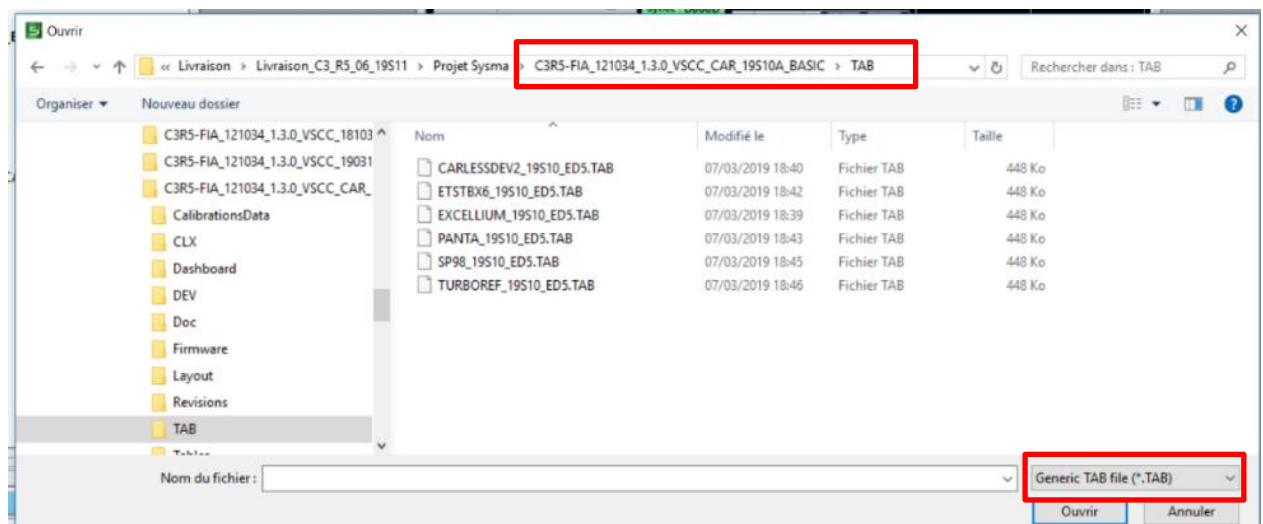 Ouvrir
« Livraison › Livraison_C3_R5_06_19S11 › Projet Sysma › C3R5-FIA_121034_1.3.0_VSCC_CAR_19S10A_BASIC › TAB
Rechercher dans : TAB
Organiser
Nouveau dossier
C3R5-FIA_121034_1.3.0_VSCC_18103
C3R5-FIA_121034_1.3.0_VSCC_19031
C3R5-FIA_121034_1.3.0_VSCC_CAR_
CalibrationsData
CLX
Dashboard
DEV
Doc
Firmware
Layout
Revisions
TAB
Nom Modifié le Type Taille
CARLESSDEV2_19S10_ED5.TAB 07/03/2019 18:40 Fichier TAB 448 Ko
ETSTBX6_19S10_ED5.TAB 07/03/2019 18:42 Fichier TAB 448 Ko
EXCELLIUM_19S10_ED5.TAB 07/03/2019 18:39 Fichier TAB 448 Ko
PANTA_19S10_ED5.TAB 07/03/2019 18:43 Fichier TAB 448 Ko
SP98_19S10_ED5.TAB 07/03/2019 18:45 Fichier TAB 448 Ko
TURBOREF_19S10_ED5.TAB 07/03/2019 18:46 Fichier TAB 448 Ko
Nom du fichier :
Generic TAB file (*.TAB)
Ouvrir
Annuler